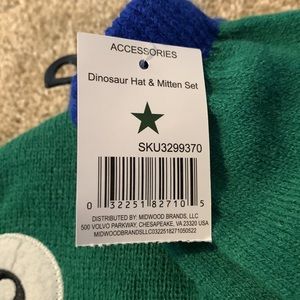 ACCESSORIES
Dinosaur Hat & Mitten Set
SKU3299370
0 32251 82710 5
DISTRIBUTED BY: MIDWOOD BRANDS, LLC
500 VOLVO PARKWAY, CHESAPEAKE, VA 23320 USA
MIDWOODBRANDSLLC0322518271050522